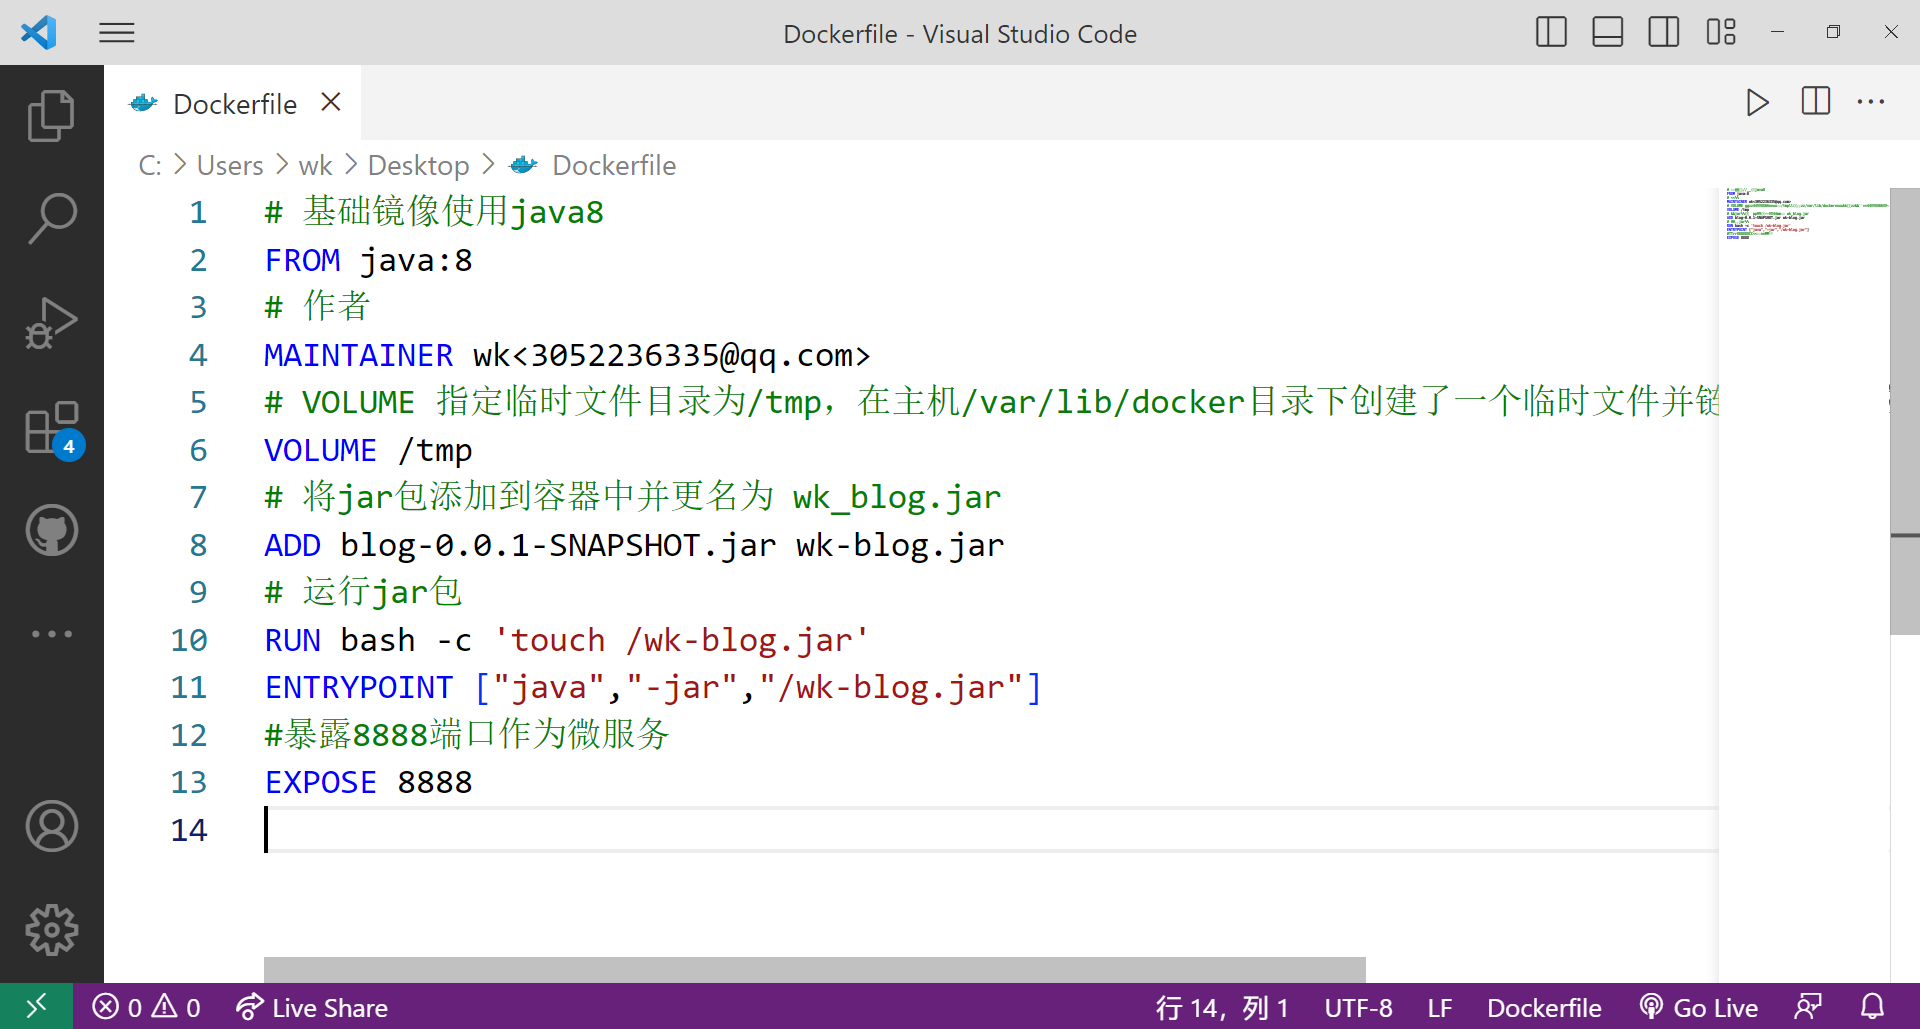 Dockerfile - Visual Studio Code
Dockerfile
C: > Users > wk > Desktop > Dockerfile
1 # 基础镜像使用java8
2 FROM java:8
3 # 作者
4 MAINTAINER wk<3052236335@qq.com>
5 # VOLUME 指定临时文件目录为/tmp，在主机/var/lib/docker目录下创建了一个临时文件并链
6 VOLUME /tmp
7 # 将jar包添加到容器中并更名为 wk_blog.jar
8 ADD blog-0.0.1-SNAPSHOT.jar wk-blog.jar
9 # 运行jar包
10 RUN bash -c 'touch /wk-blog.jar'
11 ENTRYPOINT ["java","-jar","/wk-blog.jar"]
12 #暴露8888端口作为微服务
13 EXPOSE 8888
14
4
0 0 Live Share 行 14，列 1 UTF-8 LF Dockerfile Go Live